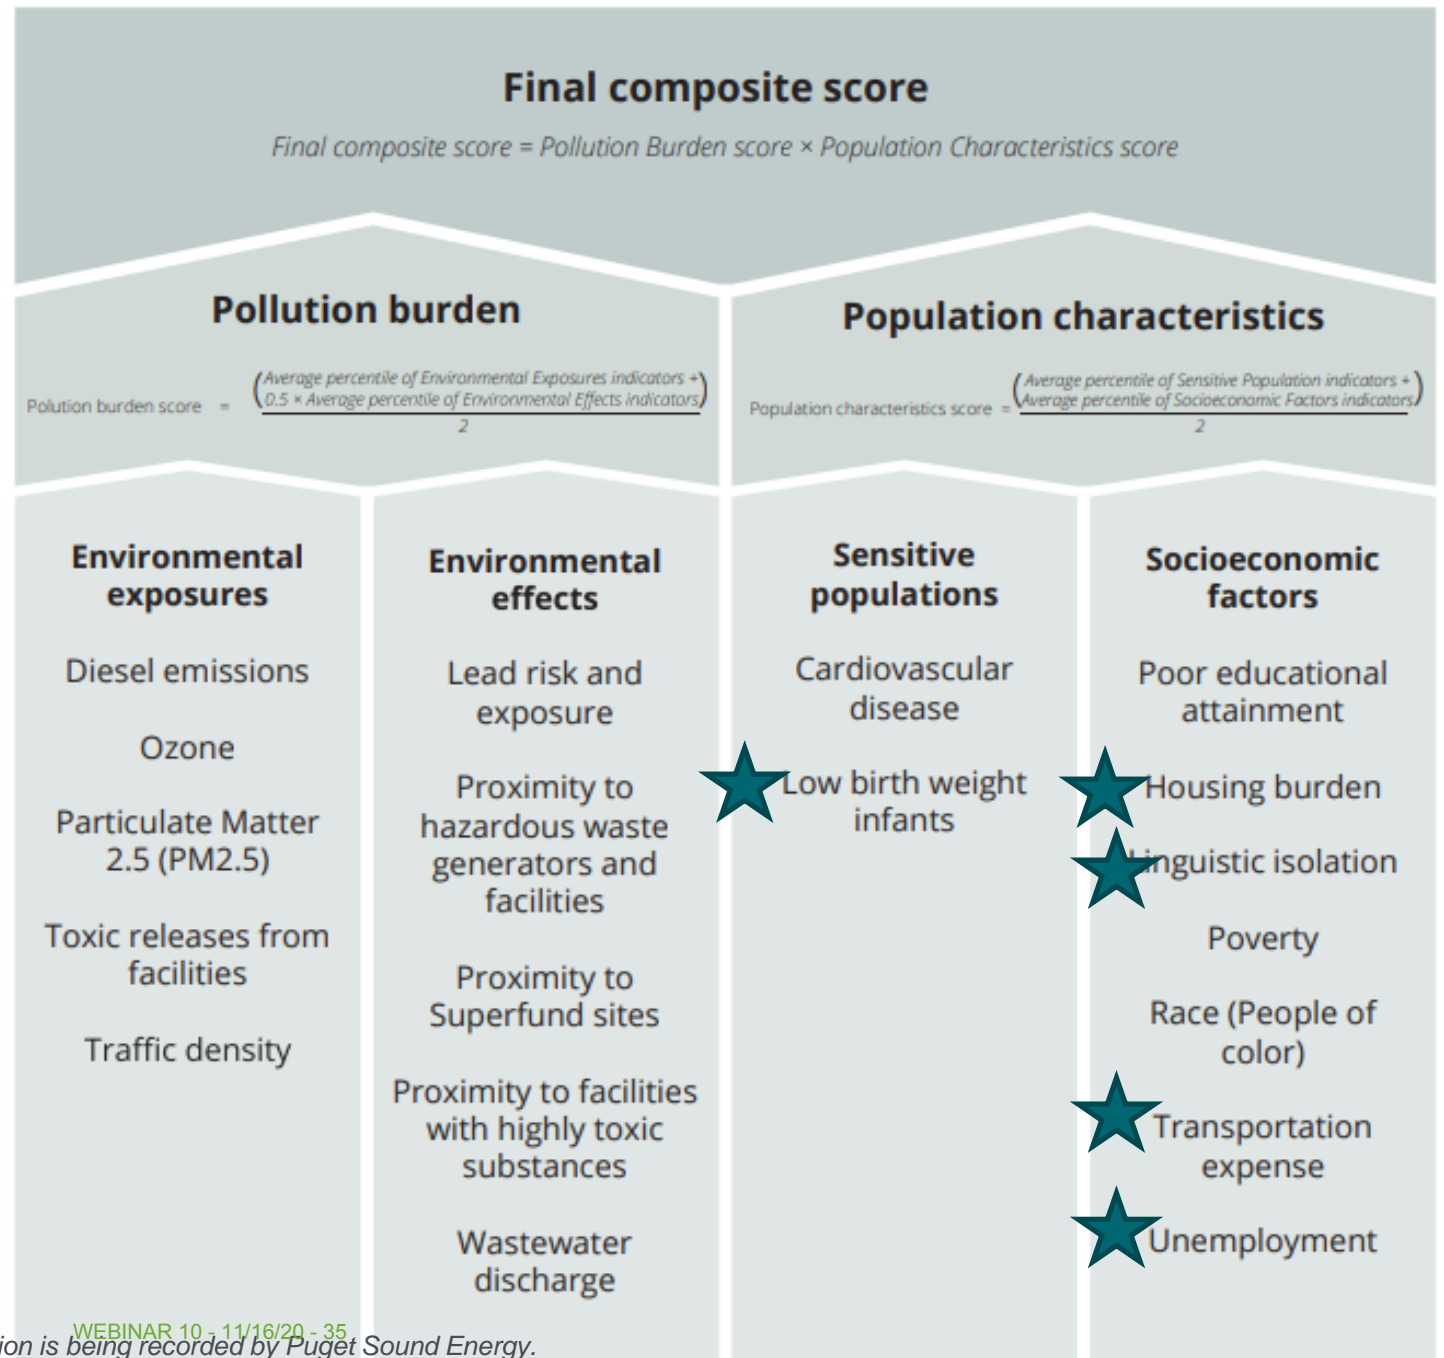 Final composite score
Final composite score = Pollution Burden score × Population Characteristics score
Pollution burden
Polution burden score = (Average percentile of Environmental Exposures indicators +
0.5 × Average percentile of Environmental Effects indicators)
2
Population characteristics
Population characteristics score = (Average percentile of Sensitive Population indicators +
Average percentile of Socioeconomic Factors indicators)
2
Environmental
exposures
Diesel emissions
Ozone
Particulate Matter
2.5 (PM2.5)
Toxic releases from
facilities
Traffic density
Environmental
effects
Lead risk and
exposure
Proximity to
hazardous waste
generators and
facilities
Proximity to
Superfund sites
Proximity to facilities
with highly toxic
substances
Wastewater
discharge
Sensitive
populations
Cardiovascular
disease
Low birth weight
infants
Socioeconomic
factors
Poor educational
attainment
Housing burden
Linguistic isolation
Poverty
Race (People of
color)
Transportation
expense
Unemployment
WEBINAR 10 - 11/16/20 - 35
ion is being recorded by Puget Sound Energy.